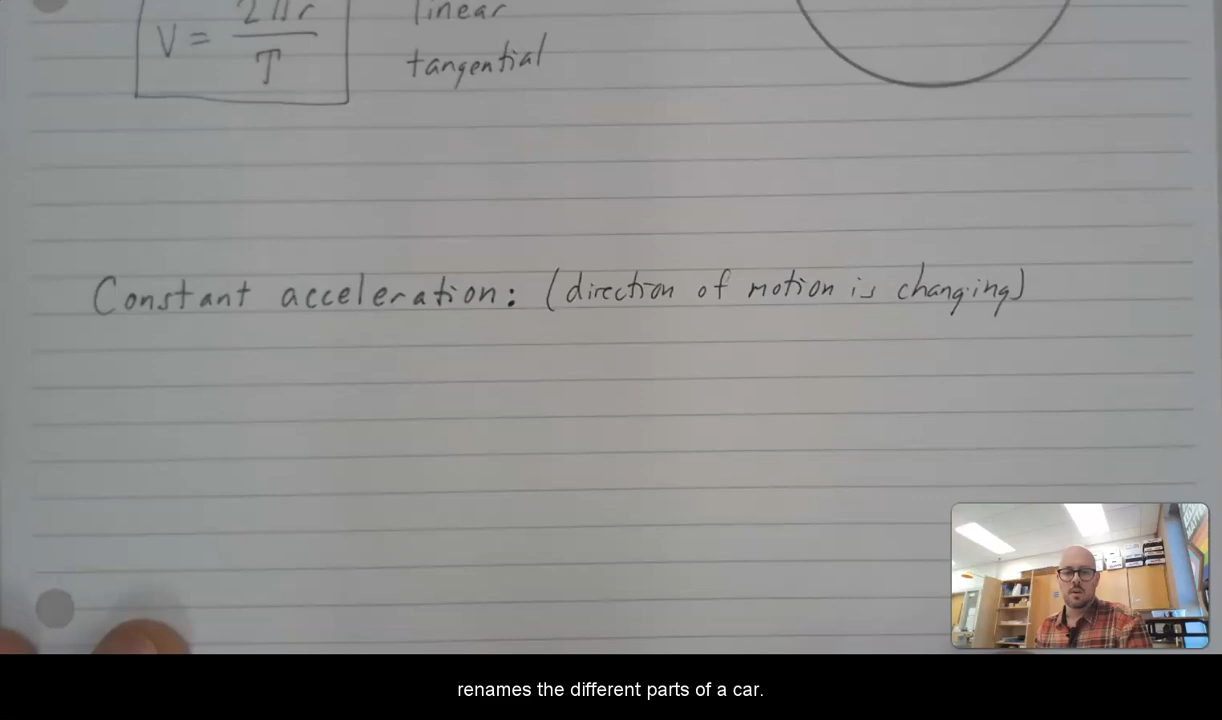 2πr
V = ―
T
linear
tangential
Constant acceleration: (direction of motion is changing)
renames the different parts of a car.